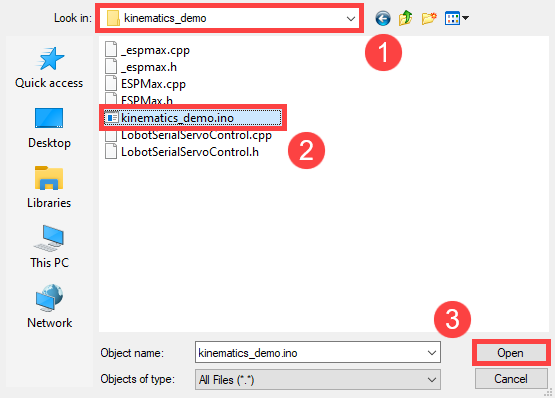 Look in:
kinematics_demo
1
Quick access
Desktop
Libraries
This PC
Network
_espmax.cpp
_espmax.h
ESPMax.cpp
ESPMax.h
kinematics_demo.ino
LobotSerialServoControl.cpp
LobotSerialServoControl.h
2
3
Object name:
kinematics_demo.ino
Open
Objects of type:
All Files (*.*)
Cancel